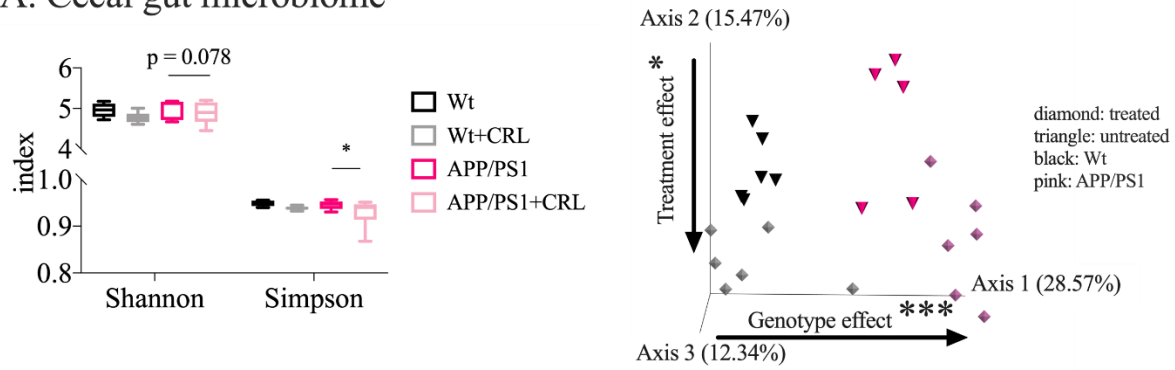 A. Cecal gut microbiome
p = 0.078
6
5
4
1.0
0.9
0.8
index
*
Shannon
Simpson
Wt
Wt+CRL
APP/PS1
APP/PS1+CRL
Axis 2 (15.47%)
*
Treatment effect
Axis 1 (28.57%)
Genotype effect ***
Axis 3 (12.34%)
diamond: treated
triangle: untreated
black: Wt
pink: APP/PS1